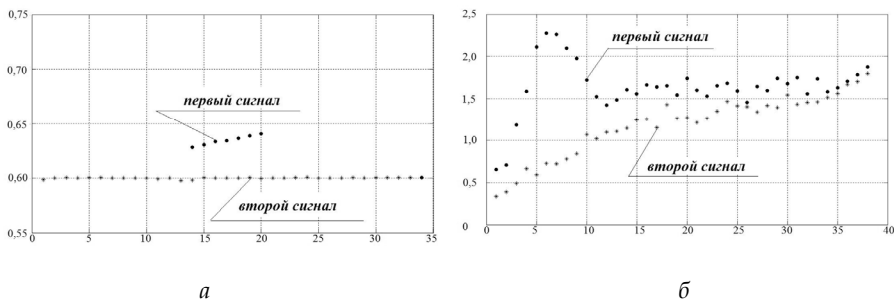 0,75
0,70
первый сигнал
0,65
0,60
второй сигнал
0,55
0 5 10 15 20 25 30 35
а
2,5
первый сигнал
2,0
1,5
1,0
второй сигнал
0,5
0
0 5 10 15 20 25 30 35 40
б